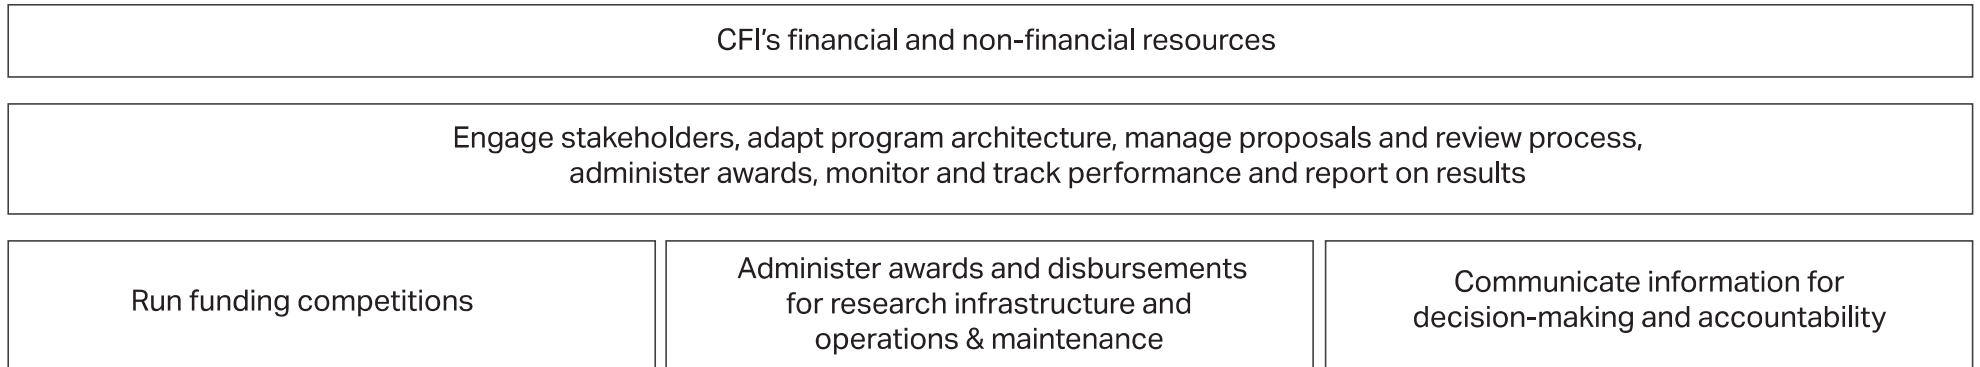 CFI's financial and non-financial resources
Engage stakeholders, adapt program architecture, manage proposals and review process,
administer awards, monitor and track performance and report on results
Run funding competitions
Administer awards and disbursements
for research infrastructure and
operations & maintenance
Communicate information for
decision-making and accountability